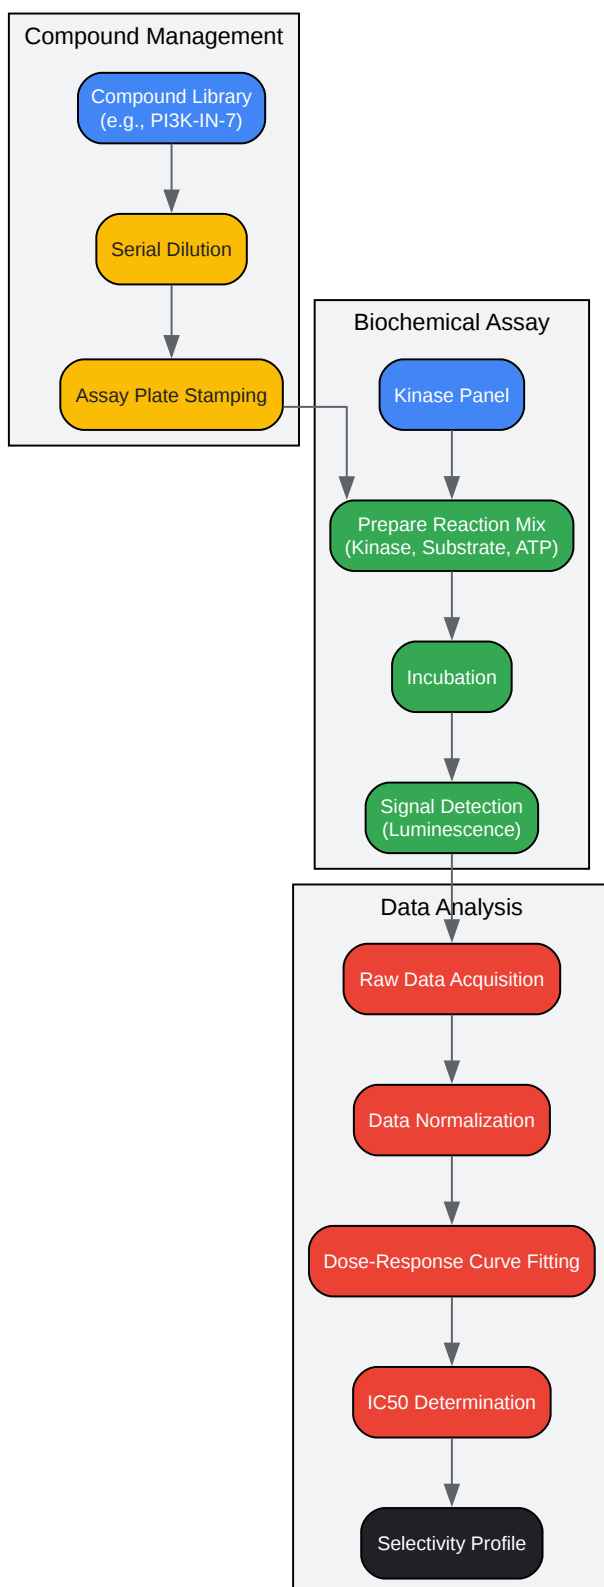 Compound Management
Compound Library
(e.g., PI3K-IN-7)
Serial Dilution
Assay Plate Stamping
Biochemical Assay
Kinase Panel
Prepare Reaction Mix
(Kinase, Substrate, ATP)
Incubation
Signal Detection
(Luminescence)
Data Analysis
Raw Data Acquisition
Data Normalization
Dose-Response Curve Fitting
IC50 Determination
Selectivity Profile